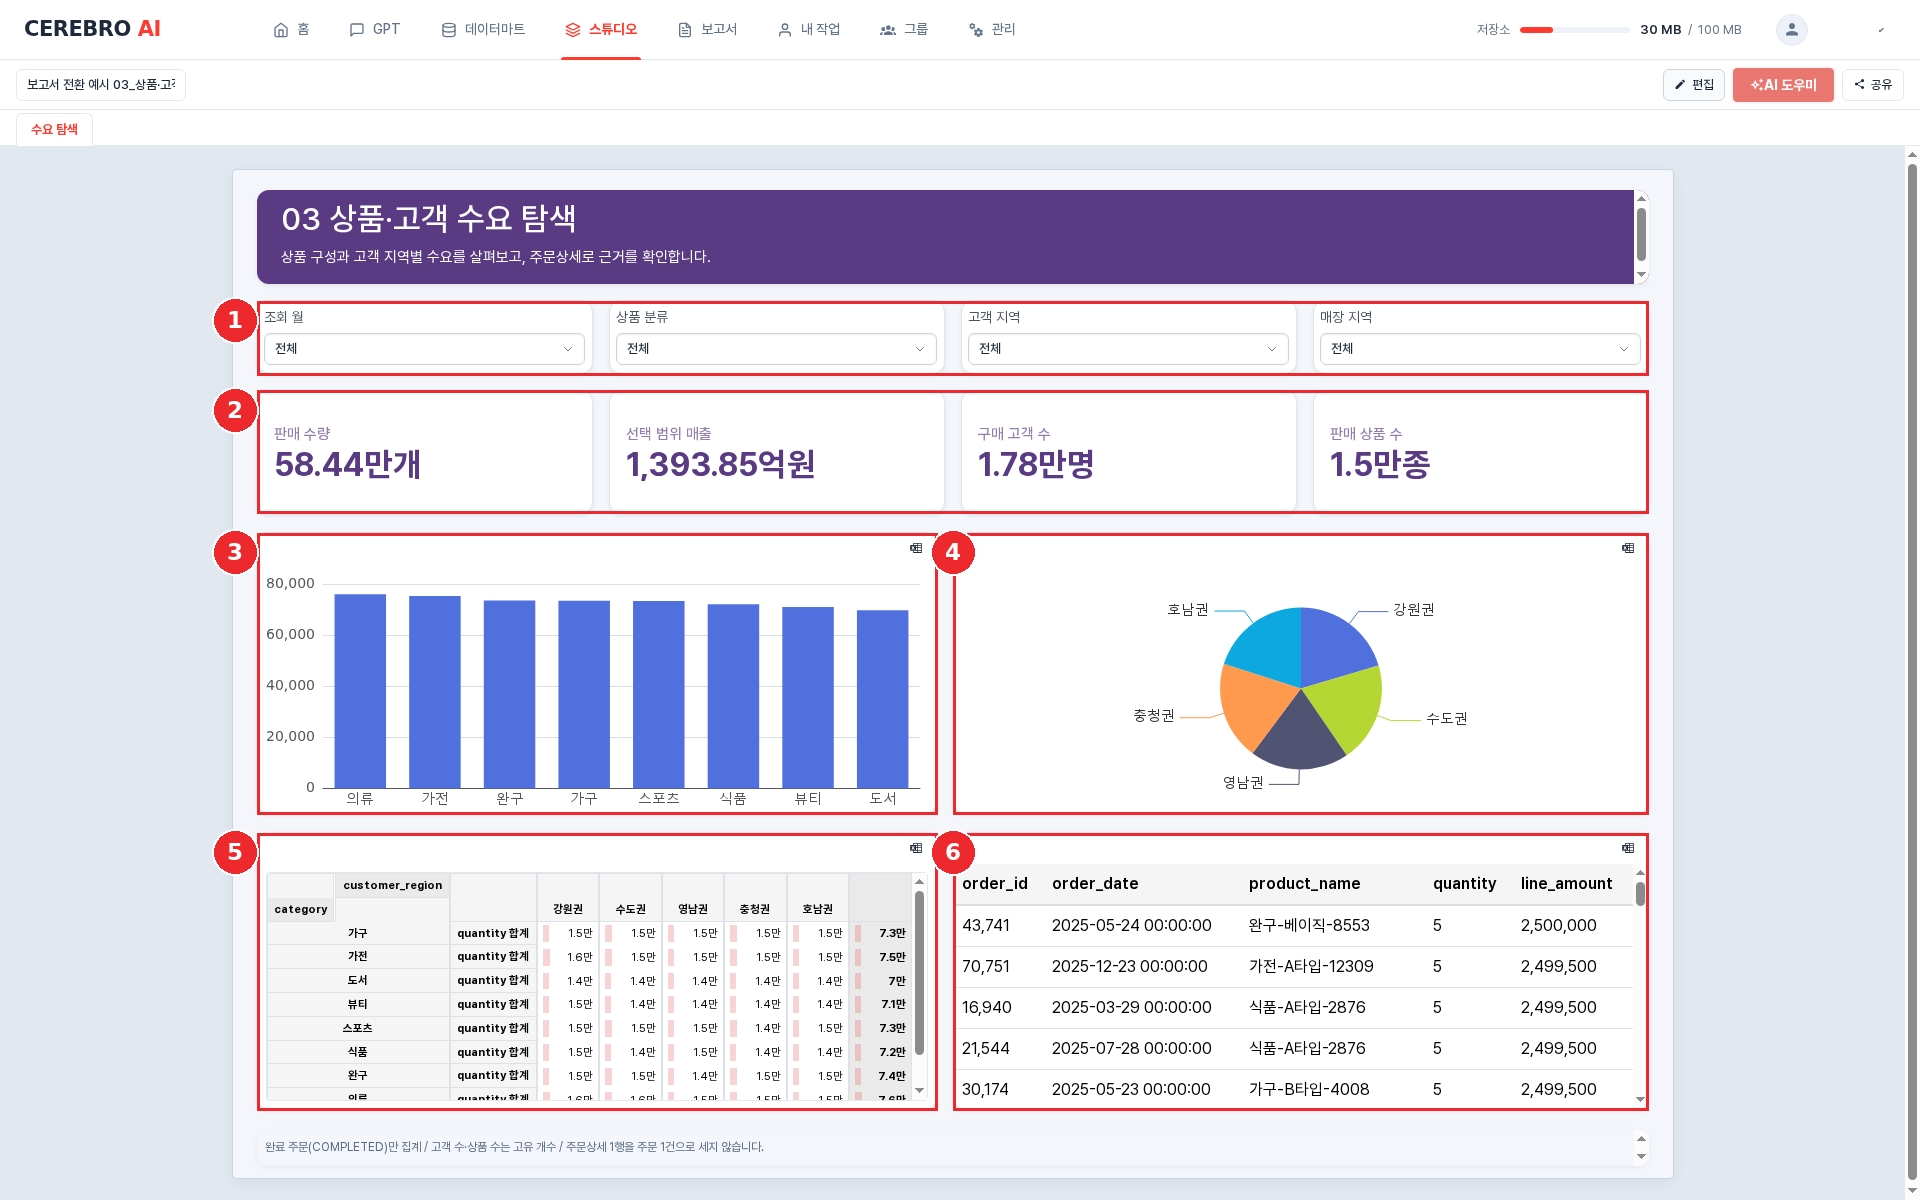 CEREBRO AI
홈
GPT
데이터마트
스튜디오
보고서
내 작업
그룹
관리
저장소
30 MB / 100 MB
보고서 전환 예시 03_상품·고
편집
AI 도우미
공유
수요 탐색
03 상품·고객 수요 탐색
상품 구성과 고객 지역별 수요를 살펴보고, 주문상세로 근거를 확인합니다.
1
조회 월
전체
상품 분류
전체
고객 지역
전체
매장 지역
전체
2
판매 수량
58.44만개
선택 범위 매출
1,393.85억원
구매 고객 수
1.78만명
판매 상품 수
1.5만종
3
80,000
60,000
40,000
20,000
0
의류 가전 완구 가구 스포츠 식품 뷰티 도서
4
호남권
강원권
충청권
수도권
영남권
5
customer_region
category 강원권 수도권 영남권 충청권 호남권
가구 quantity 합계 1.5만 1.5만 1.5만 1.5만 1.5만 7.3만
가전 quantity 합계 1.6만 1.5만 1.5만 1.5만 1.5만 7.5만
도서 quantity 합계 1.4만 1.4만 1.4만 1.4만 1.4만 7만
뷰티 quantity 합계 1.5만 1.4만 1.4만 1.4만 1.4만 7.1만
스포츠 quantity 합계 1.5만 1.5만 1.5만 1.4만 1.5만 7.3만
식품 quantity 합계 1.5만 1.4만 1.5만 1.4만 1.4만 7.2만
완구 quantity 합계 1.5만 1.5만 1.4만 1.5만 1.5만 7.4만
의류 quantity 합계 1.6만 1.6만 1.5만 1.5만 1.5만 7.6만
6
order_id order_date product_name quantity line_amount
43,741 2025-05-24 00:00:00 완구-베이직-8553 5 2,500,000
70,751 2025-12-23 00:00:00 가전-A타입-12309 5 2,499,500
16,940 2025-03-29 00:00:00 식품-A타입-2876 5 2,499,500
21,544 2025-07-28 00:00:00 식품-A타입-2876 5 2,499,500
30,174 2025-05-23 00:00:00 가구-B타입-4008 5 2,499,500
완료 주문(COMPLETED)만 집계 / 고객 수·상품 수는 고유 개수 / 주문상세 1행을 주문 1건으로 세지 않습니다.